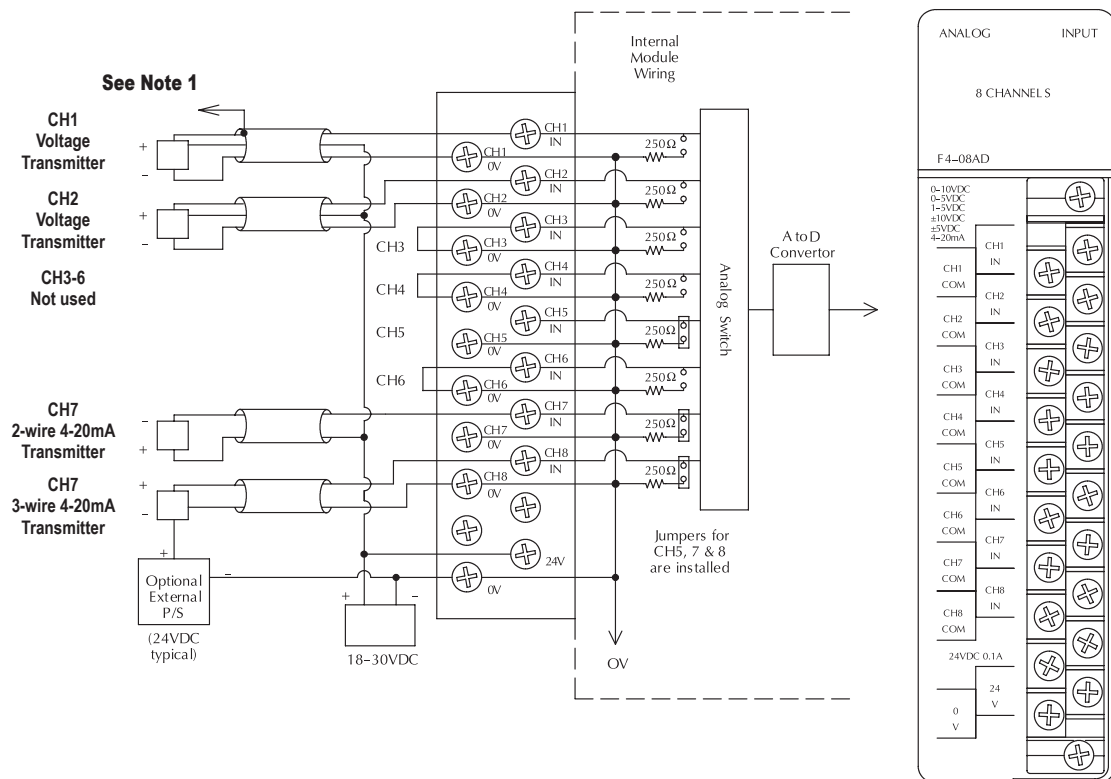 See Note 1
CH1
Voltage
Transmitter
+
–
CH2
Voltage
Transmitter
+
–
CH3-6
Not used
CH7
2-wire 4-20mA
Transmitter
–
+
CH7
3-wire 4-20mA
Transmitter
+
–
+
–
Optional
External
P/S
(24VDC
typical)
+
–
18–30VDC
CH3
CH4
CH5
CH6
CH1
IN
CH1
0V
CH2
IN
CH2
0V
CH3
IN
CH3
0V
CH4
IN
CH4
0V
CH5
IN
CH5
0V
CH6
IN
CH6
0V
CH7
IN
CH7
0V
CH8
IN
CH8
0V
24V
0V
Internal
Module
Wiring
250Ω
250Ω
250Ω
250Ω
250Ω
250Ω
250Ω
250Ω
Analog Switch
A to D
Convertor
Jumpers for
CH5, 7 & 8
are installed
OV
ANALOG INPUT
8 CHANNELS
F4–08AD
0–10VDC
0–5VDC
1–5VDC
±10VDC
±5VDC
4–20mA
CH1
IN
CH1
COM
CH2
IN
CH2
COM
CH3
IN
CH3
COM
CH4
IN
CH4
COM
CH5
IN
CH5
COM
CH6
IN
CH6
COM
CH7
IN
CH7
COM
CH8
IN
CH8
COM
24VDC 0.1A
24
V
0
V